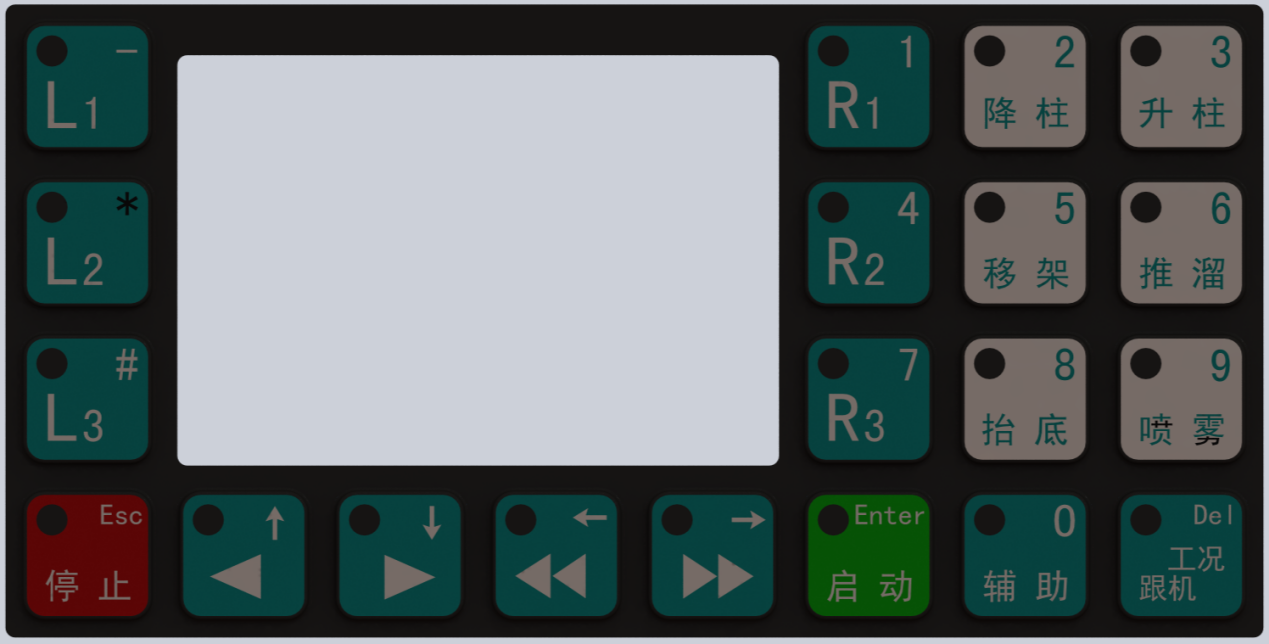 —
L1
1
R1
2
降柱
3
升柱
*
L2
4
R2
5
移架
6
推溜
#
L3
7
R3
8
抬底
9
喷雾
Esc
停止
↑
◀
↓
▶
←
◀◀
→
▶▶
Enter
启动
0
辅助
Del
工况
跟机